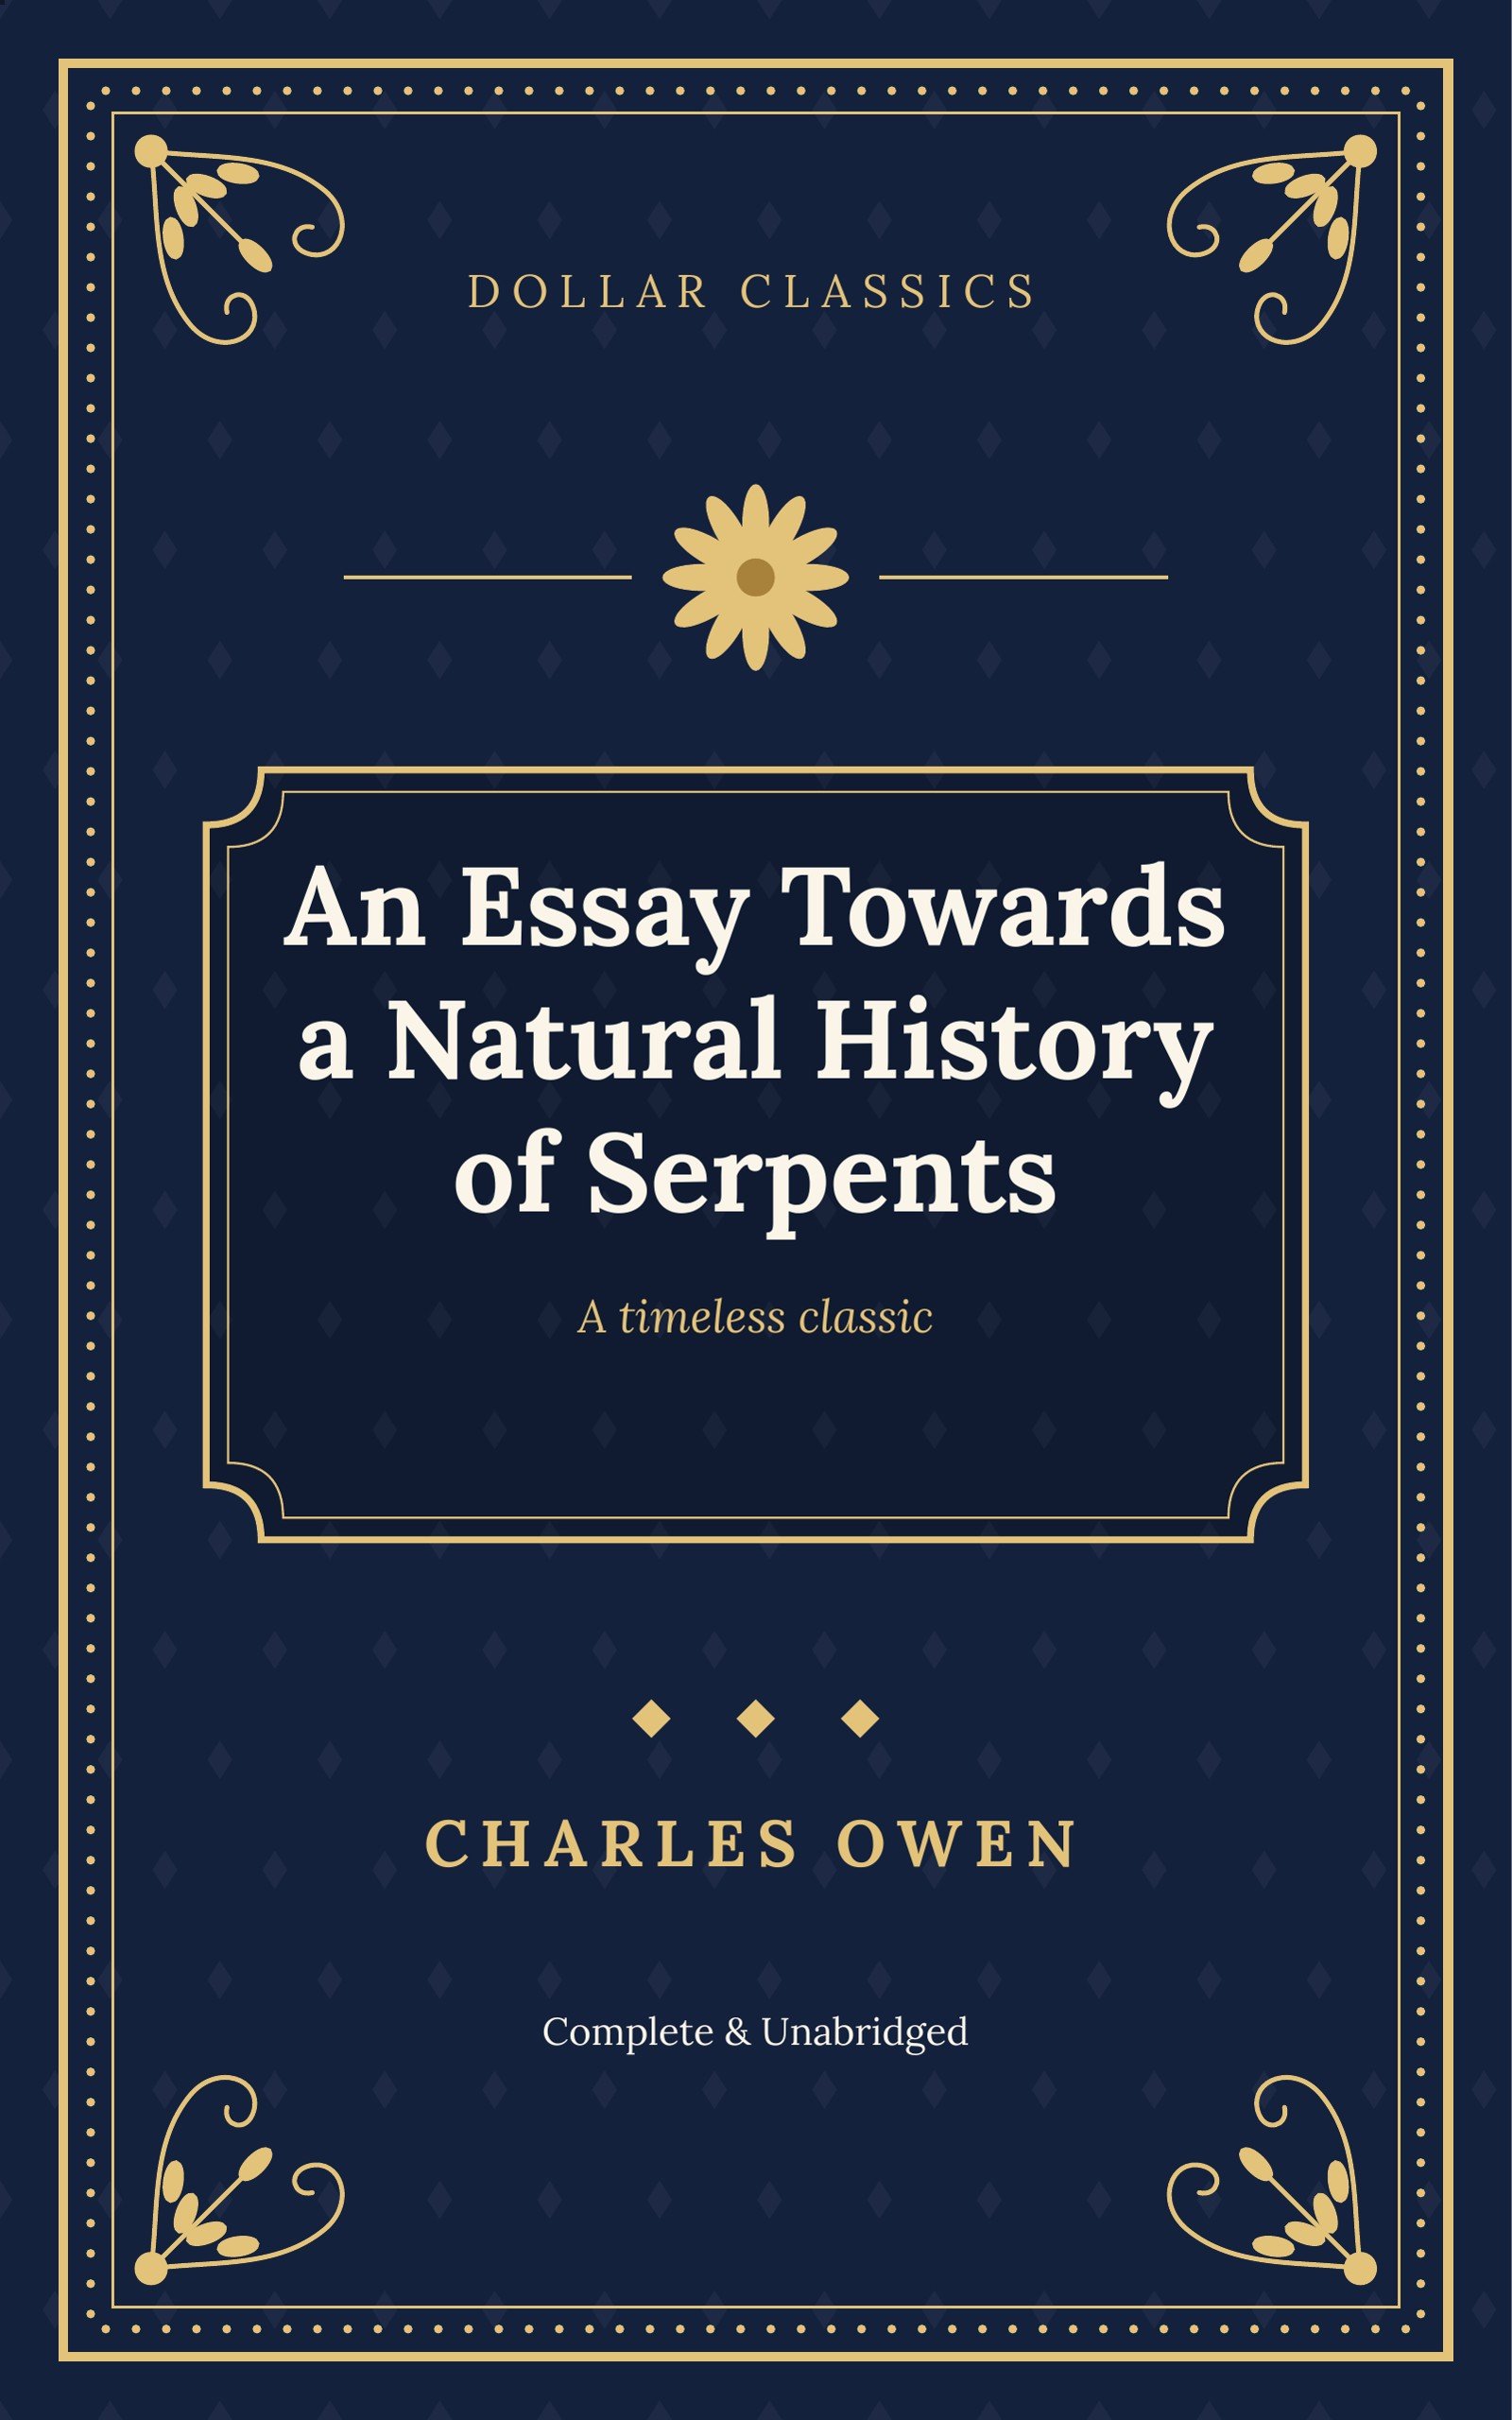 DOLLAR CLASSICS
An Essay Towards
a Natural History
of Serpents
A timeless classic
CHARLES OWEN
Complete & Unabridged